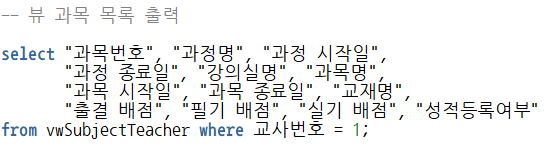 -- 뷰 과목 목록 출력
select "과목번호", "과정명", "과정 시작일",
"과정 종료일", "강의실명", "과목명",
"과목 시작일", "과목 종료일", "교재명",
"출결 배점", "필기 배점", "실기 배점", "성적등록여부"
from vwSubjectTeacher where 교사번호 = 1;